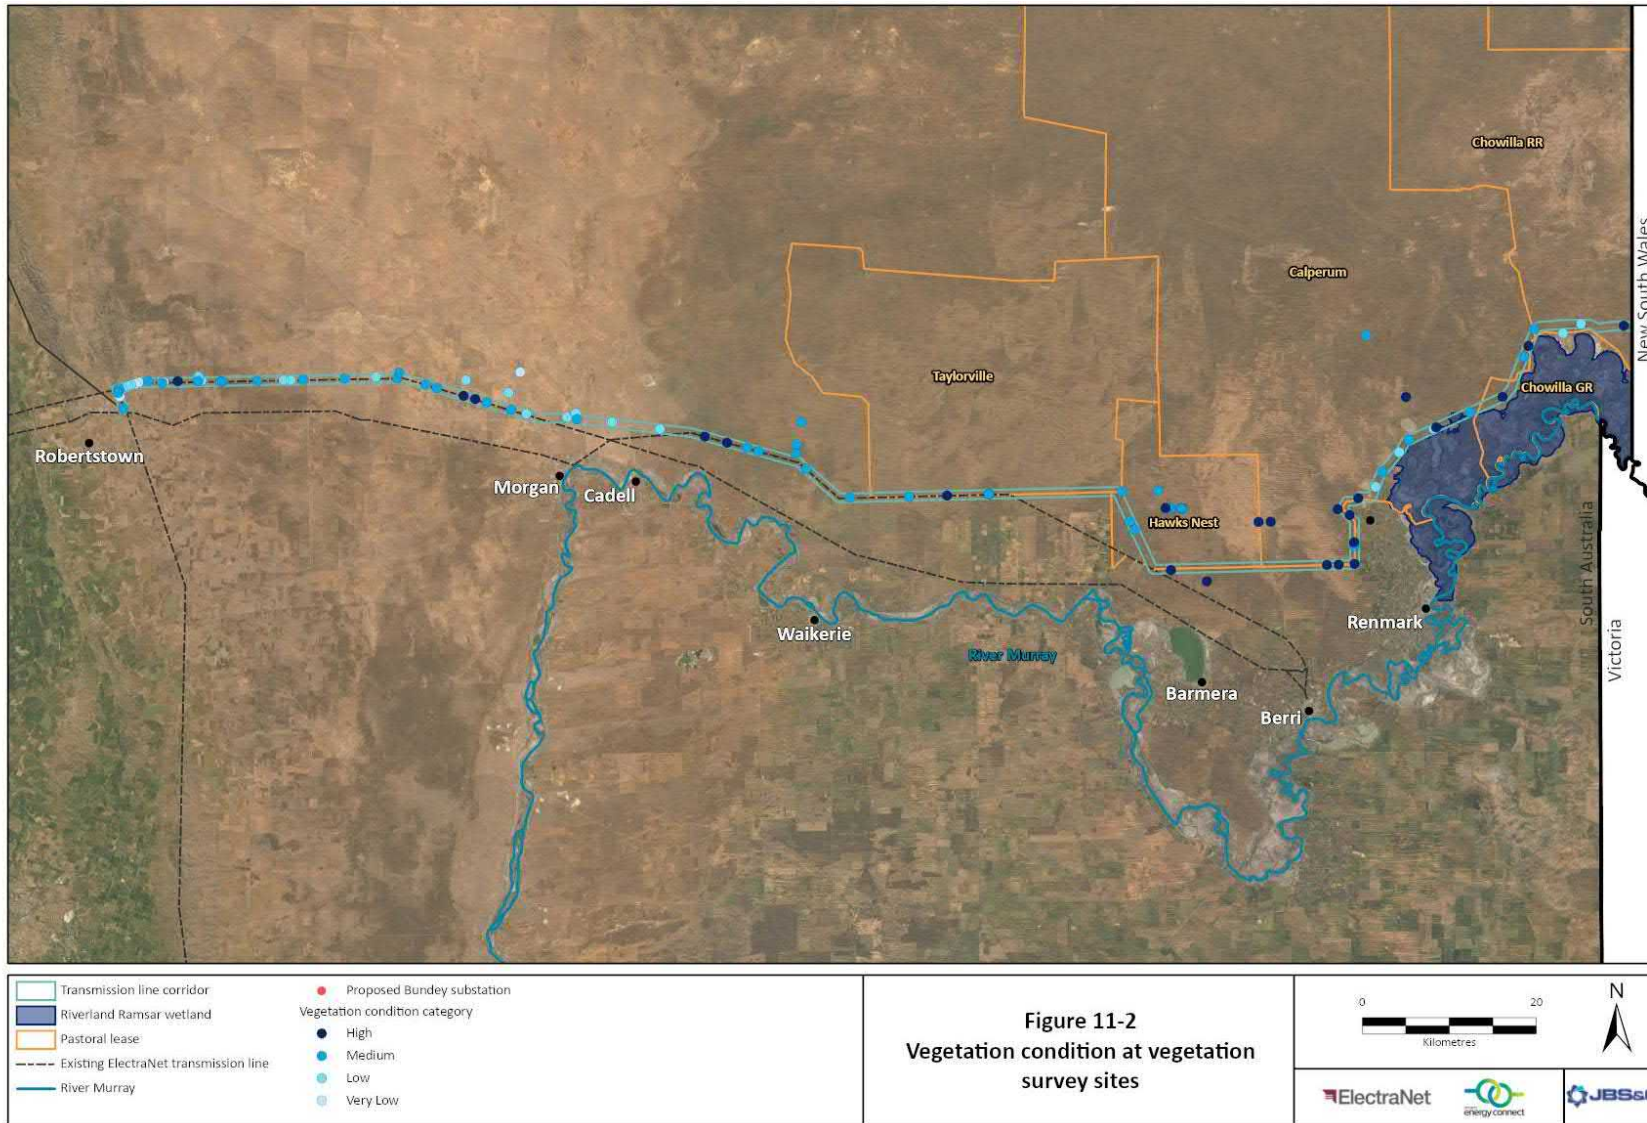 Chowilla RR
New South Wales
Calperum
Taylorville
Chowilla GR
Robertstown
Morgan
Cadell
Hawks Nest
South Australia
Waikerie
Renmark
Victoria
River Murray
Barmera
Berri
Transmission line corridor
Riverland Ramsar wetland
Pastoral lease
Existing ElectraNet transmission line
River Murray
Proposed Bundey substation
Vegetation condition category
High
Medium
Low
Very Low
Figure 11-2
Vegetation condition at vegetation
survey sites
0 20
Kilometres
N
ElectraNet
energy connect
JBS&